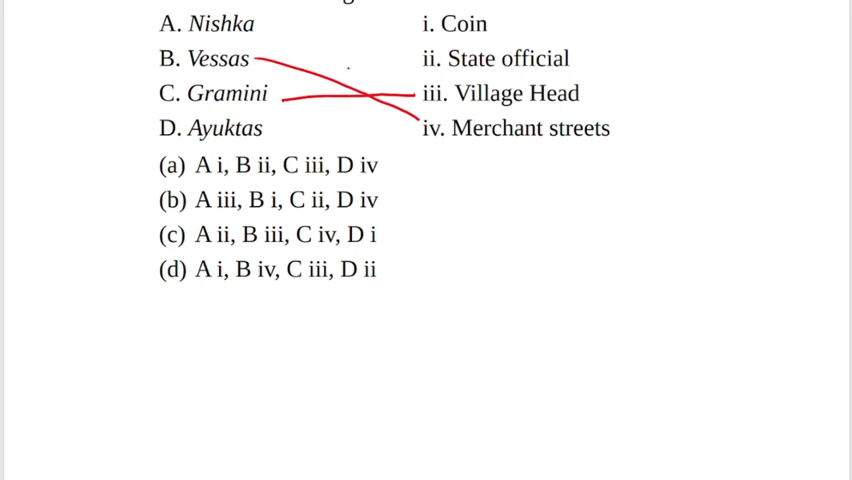 A. Nishka i. Coin
B. Vessas ii. State official
C. Gramini iii. Village Head
D. Ayuktas iv. Merchant streets
(a) A i, B ii, C iii, D iv
(b) A iii, B i, C ii, D iv
(c) A ii, B iii, C iv, D i
(d) A i, B iv, C iii, D ii